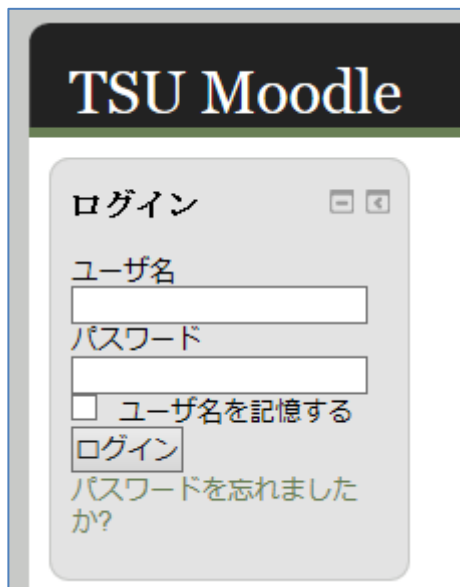 TSU Moodle
ログイン
ユーザ名
パスワード
ユーザ名を記憶する
ログイン
パスワードを忘れました
か?